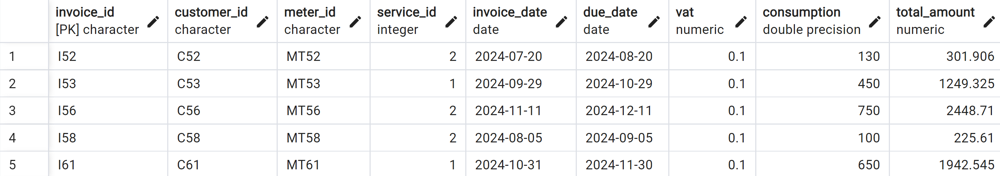 invoice_id customer_id meter_id service_id invoice_date due_date vat consumption total_amount
[PK] character character character integer date date numeric double precision numeric
1 I52 C52 MT52 2 2024-07-20 2024-08-20 0.1 130 301.906
2 I53 C53 MT53 1 2024-09-29 2024-10-29 0.1 450 1249.325
3 I56 C56 MT56 2 2024-11-11 2024-12-11 0.1 750 2448.71
4 I58 C58 MT58 2 2024-08-05 2024-09-05 0.1 100 225.61
5 I61 C61 MT61 1 2024-10-31 2024-11-30 0.1 650 1942.545